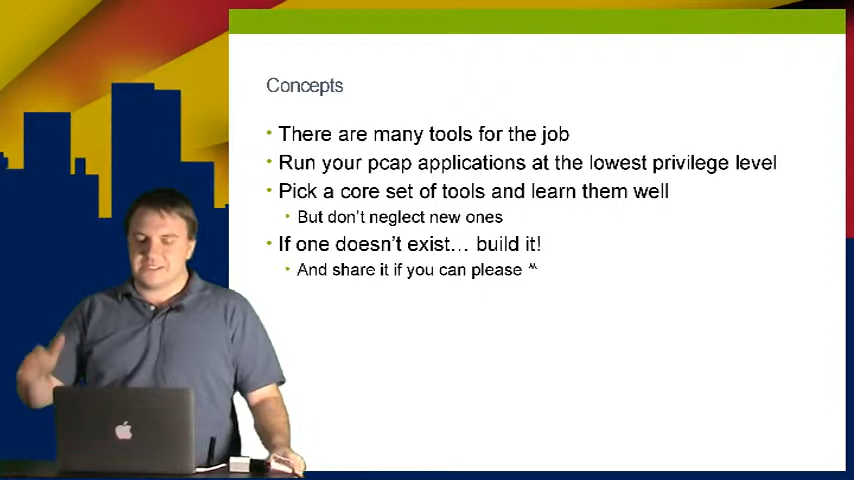 Concepts
• There are many tools for the job
• Run your pcap applications at the lowest privilege level
• Pick a core set of tools and learn them well
• But don't neglect new ones
• If one doesn't exist… build it!
• And share it if you can please ^^